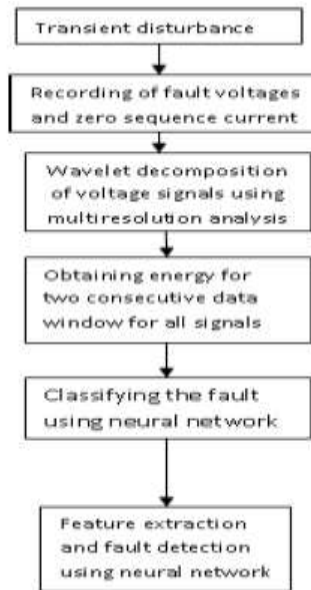 Transient disturbance
Recording of fault voltages
and zero sequence current
Wavelet decomposition
of voltage signals using
multiresolution analysis
Obtaining energy for
two consecutive data
window for all signals
Classifying the fault
using neural network
Feature extraction
and fault detection
using neural network